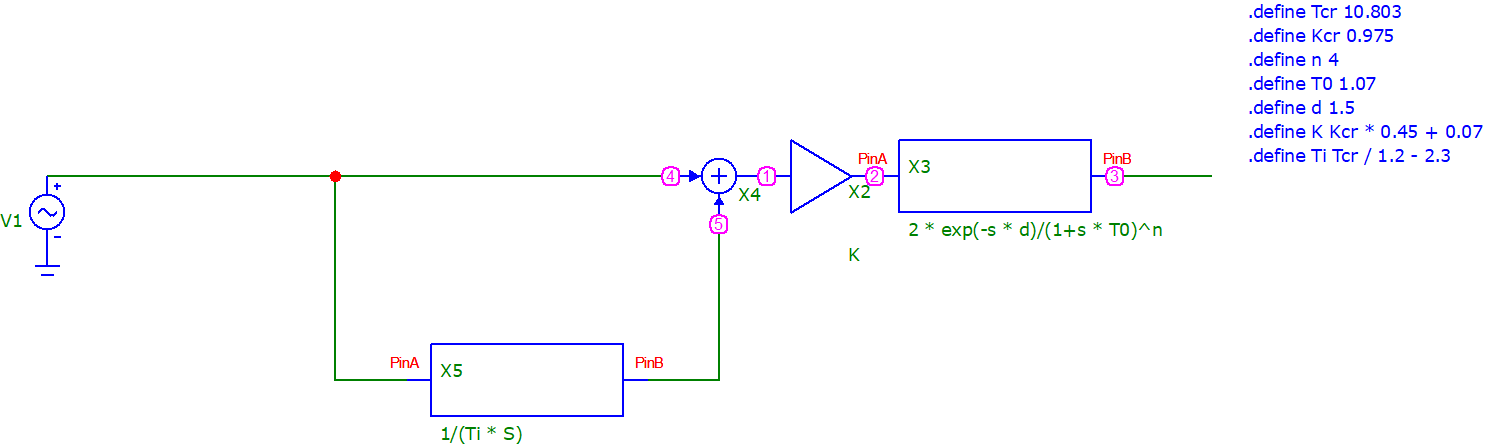 .define Tcr 10.803
.define Kcr 0.975
.define n 4
.define T0 1.07
.define d 1.5
.define K Kcr * 0.45 + 0.07
.define Ti Tcr / 1.2 - 2.3
V1
+
-
4
X4
1
X2
K
PinA
2
X3
PinB
3
2 * exp(-s * d)/(1+s * T0)^n
5
PinA
X5
PinB
1/(Ti * S)